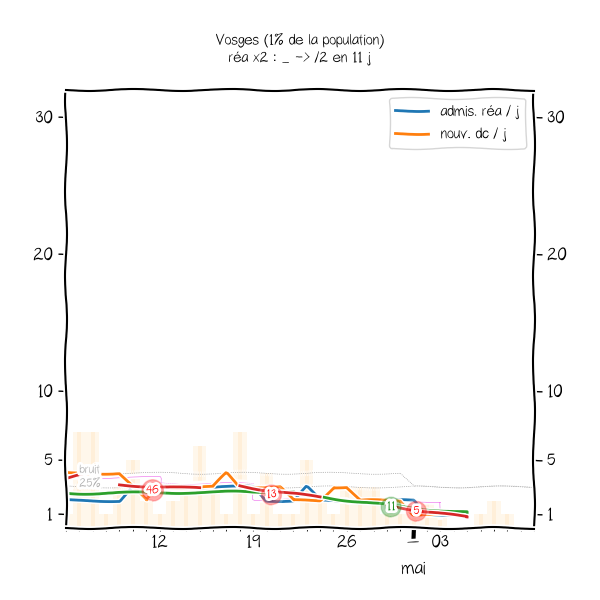 Vosges (1% de la population)
réa x2 : _ -> /2 en 11 j
admis. réa / j
nouv. dc / j
30 30
20 20
10 10
5 5
1 1
bruit
25%
46
13
11
5
12 19 26 03
mai